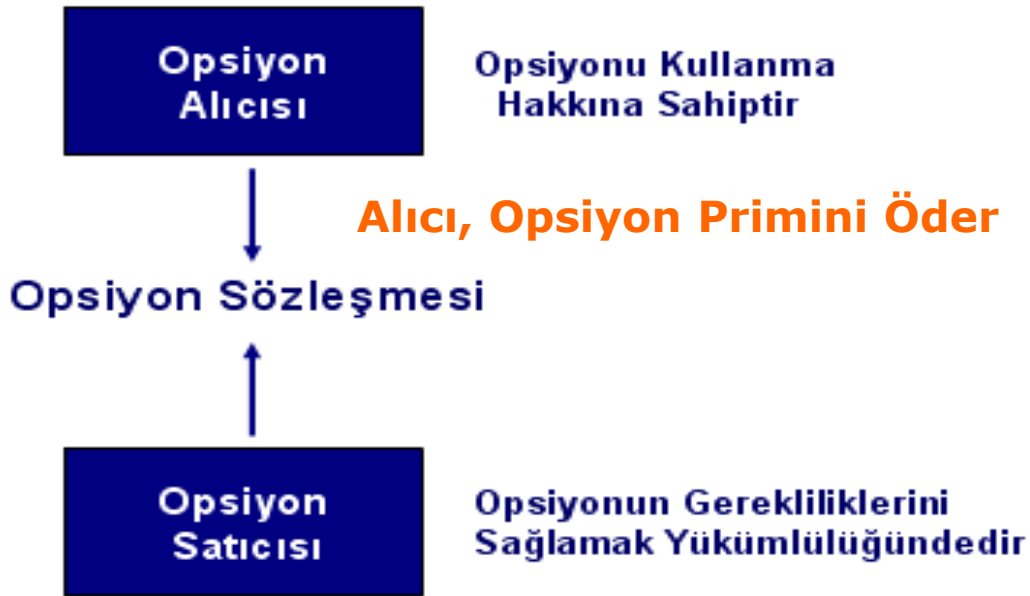 Opsiyon
Alıcısı
Opsiyonu Kullanma
Hakkına Sahiptir
Alıcı, Opsiyon Primini Öder
Opsiyon Sözleşmesi
Opsiyon
Satıcısı
Opsiyonun Gerekliliklerini
Sağlamak Yükümlülüğündedir